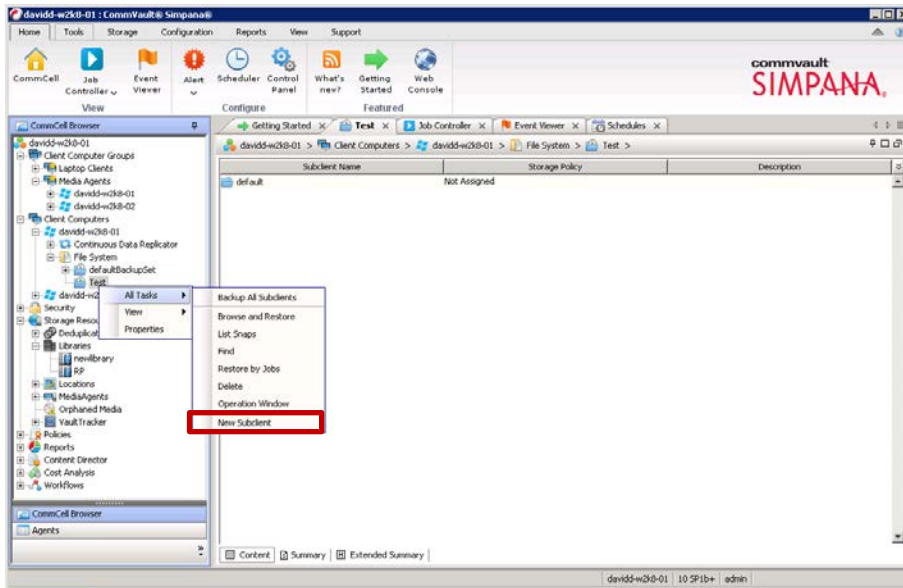 davidd-w2k8-01 : CommVault® Simpana®
Home Tools Storage Configuration Reports View Support
CommCell
Job Controller
Event Viewer
Alert
Scheduler
Control Panel
What's new?
Getting Started
Web Console
View
Configure
Featured
commvault
SIMPANA®
CommCell Browser
davidd-w2k8-01
Client Computer Groups
Laptop Clients
Media Agents
davidd-w2k8-01
davidd-w2k8-02
Client Computers
davidd-w2k8-01
Continuous Data Replicator
File System
defaultBackupSet
Test
davidd-w2
Security
Storage Resou
Deduplicat
Libraries
newlibrary
RP
Locations
MediaAgents
Orphaned Media
VaultTracker
Policies
Reports
Content Director
Cost Analysis
Workflows
CommCell Browser
Agents
Getting Started Test Job Controller Event Viewer Schedules
davidd-w2k8-01 > Client Computers > davidd-w2k8-01 > File System > Test >
Subclient Name Storage Policy Description
default Not Assigned
All Tasks
View
Properties
Backup All Subclients
Browse and Restore
List Snaps
Find
Restore by Jobs
Delete
Operation Window
New Subclient
Content Summary Extended Summary
davidd-w2k8-01 10 SP1b+ admin